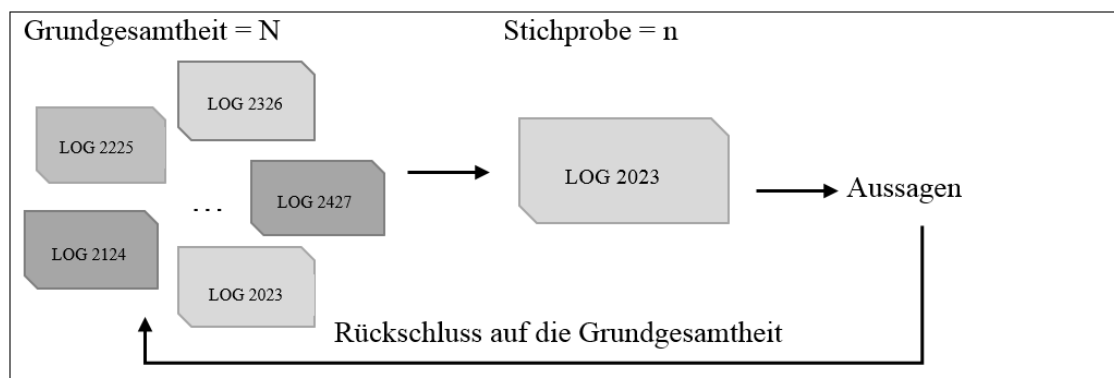 Grundgesamtheit = N
Stichprobe = n
LOG 2326
LOG 2225
LOG 2023
LOG 2427
...
Aussagen
LOG 2124
LOG 2023
Rückschluss auf die Grundgesamtheit